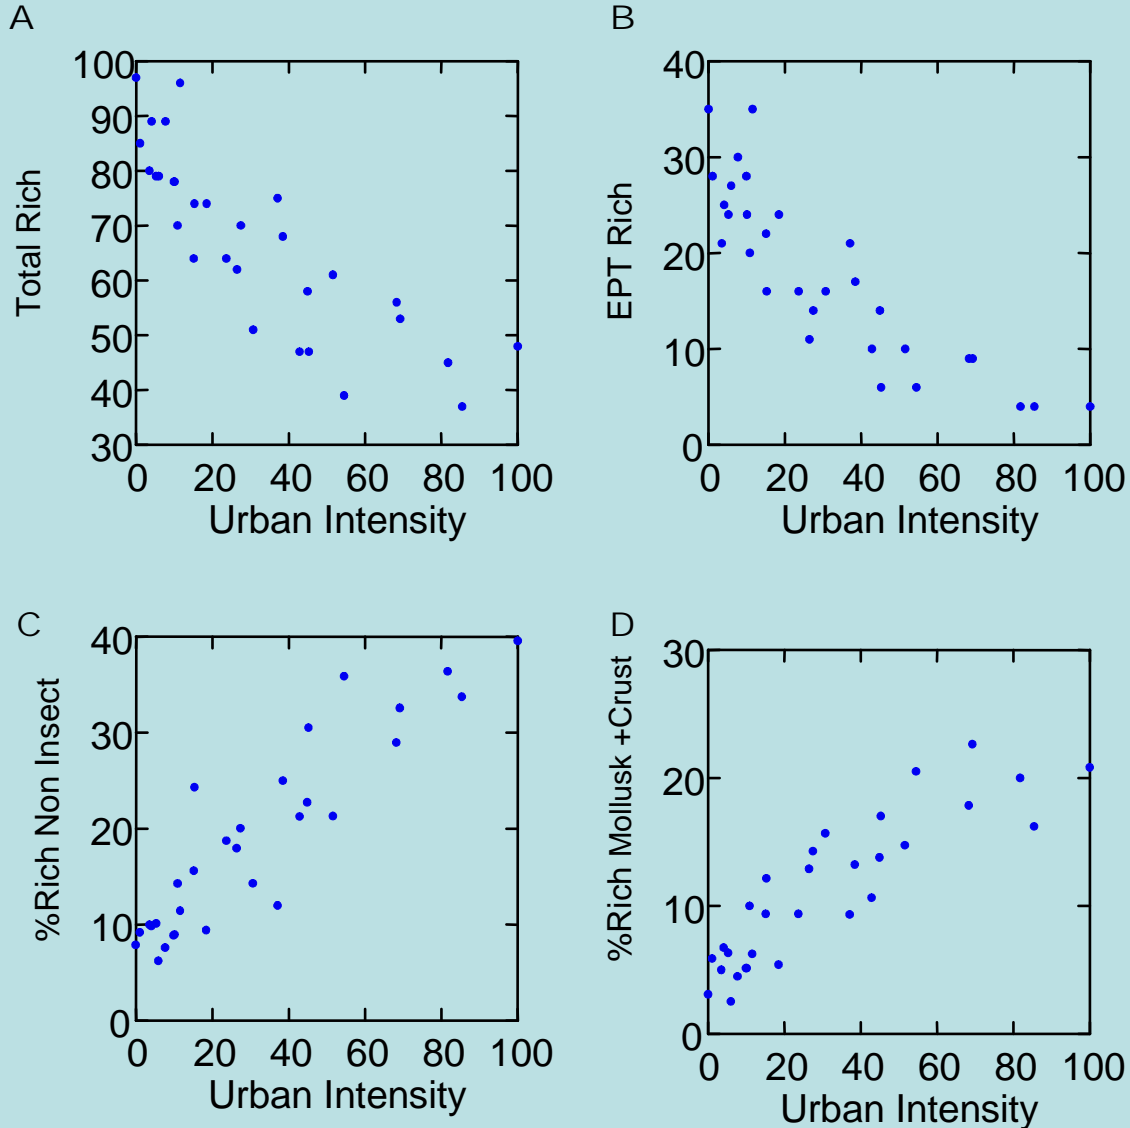 A
Total Rich
100
90
80
70
60
50
40
30
0 20 40 60 80 100
Urban Intensity
B
EPT Rich
40
30
20
10
0
0 20 40 60 80 100
Urban Intensity
C
%Rich Non Insect
40
30
20
10
0
0 20 40 60 80 100
Urban Intensity
D
%Rich Mollusk +Crust
30
20
10
0
0 20 40 60 80 100
Urban Intensity